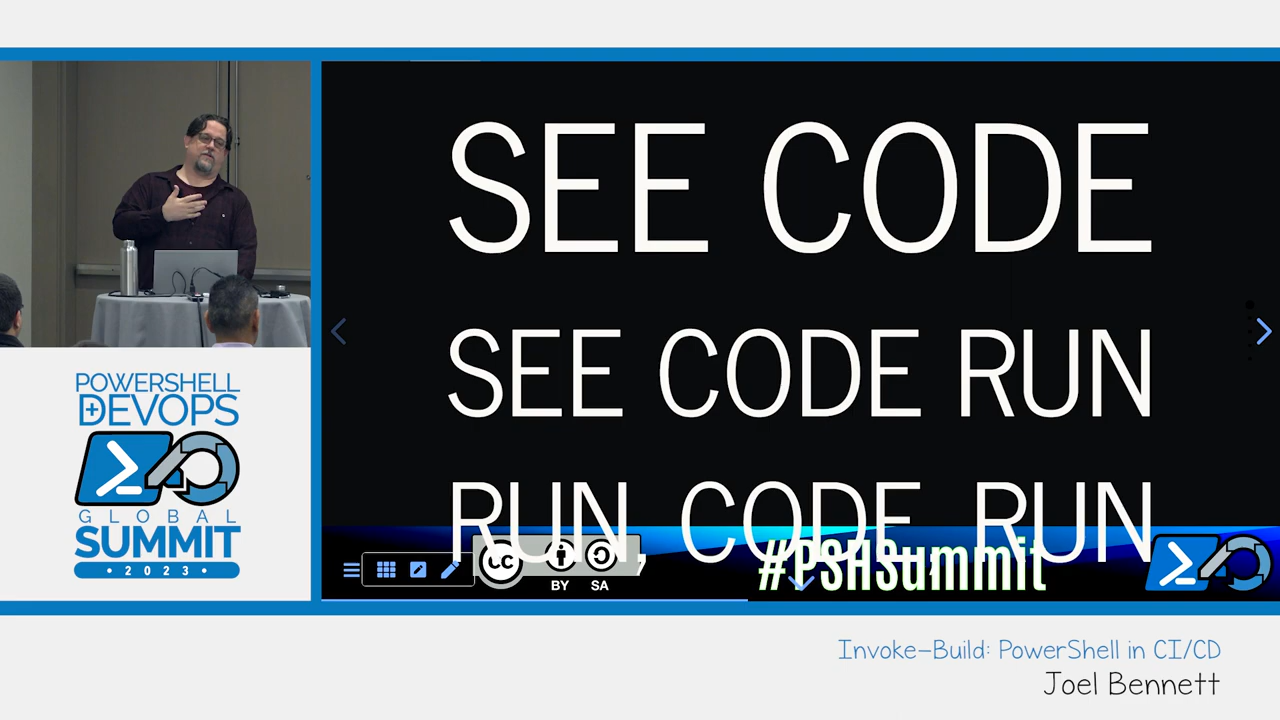 SEE CODE
SEE CODE RUN
RUN, CODE, RUN
#PSHSummit
CC
BY SA
POWERSHELL
+DEVOPS
GLOBAL
SUMMIT
• 2023 •
Invoke-Build: PowerShell in CI/CD
Joel Bennett